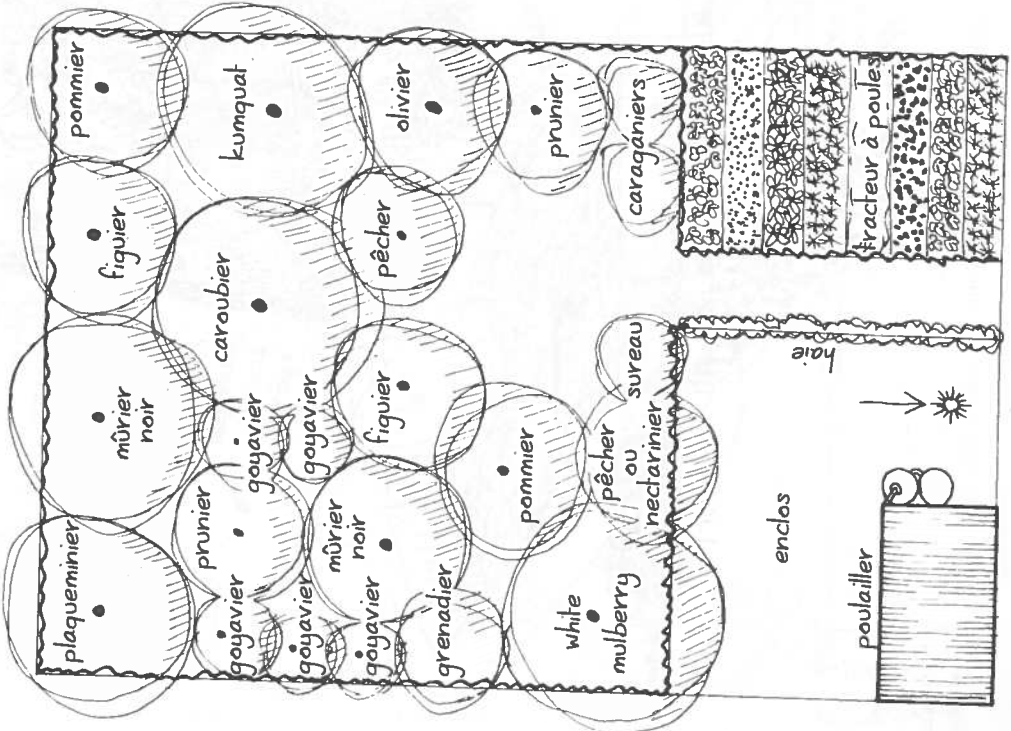 plaqueminier
mûrier
noir
figuier
pommier
prunier
goyavier
goyavier
caroubier
kumquat
goyavier
goyavier
goyavier
mûrier
noir
goyavier
figuier
pêcher
olivier
grenadier
pommier
prunier
white
mulberry
pêcher
ou
nectarinier
sureau
caraganiers
enclos
haie
poulailler
tracteur à poules